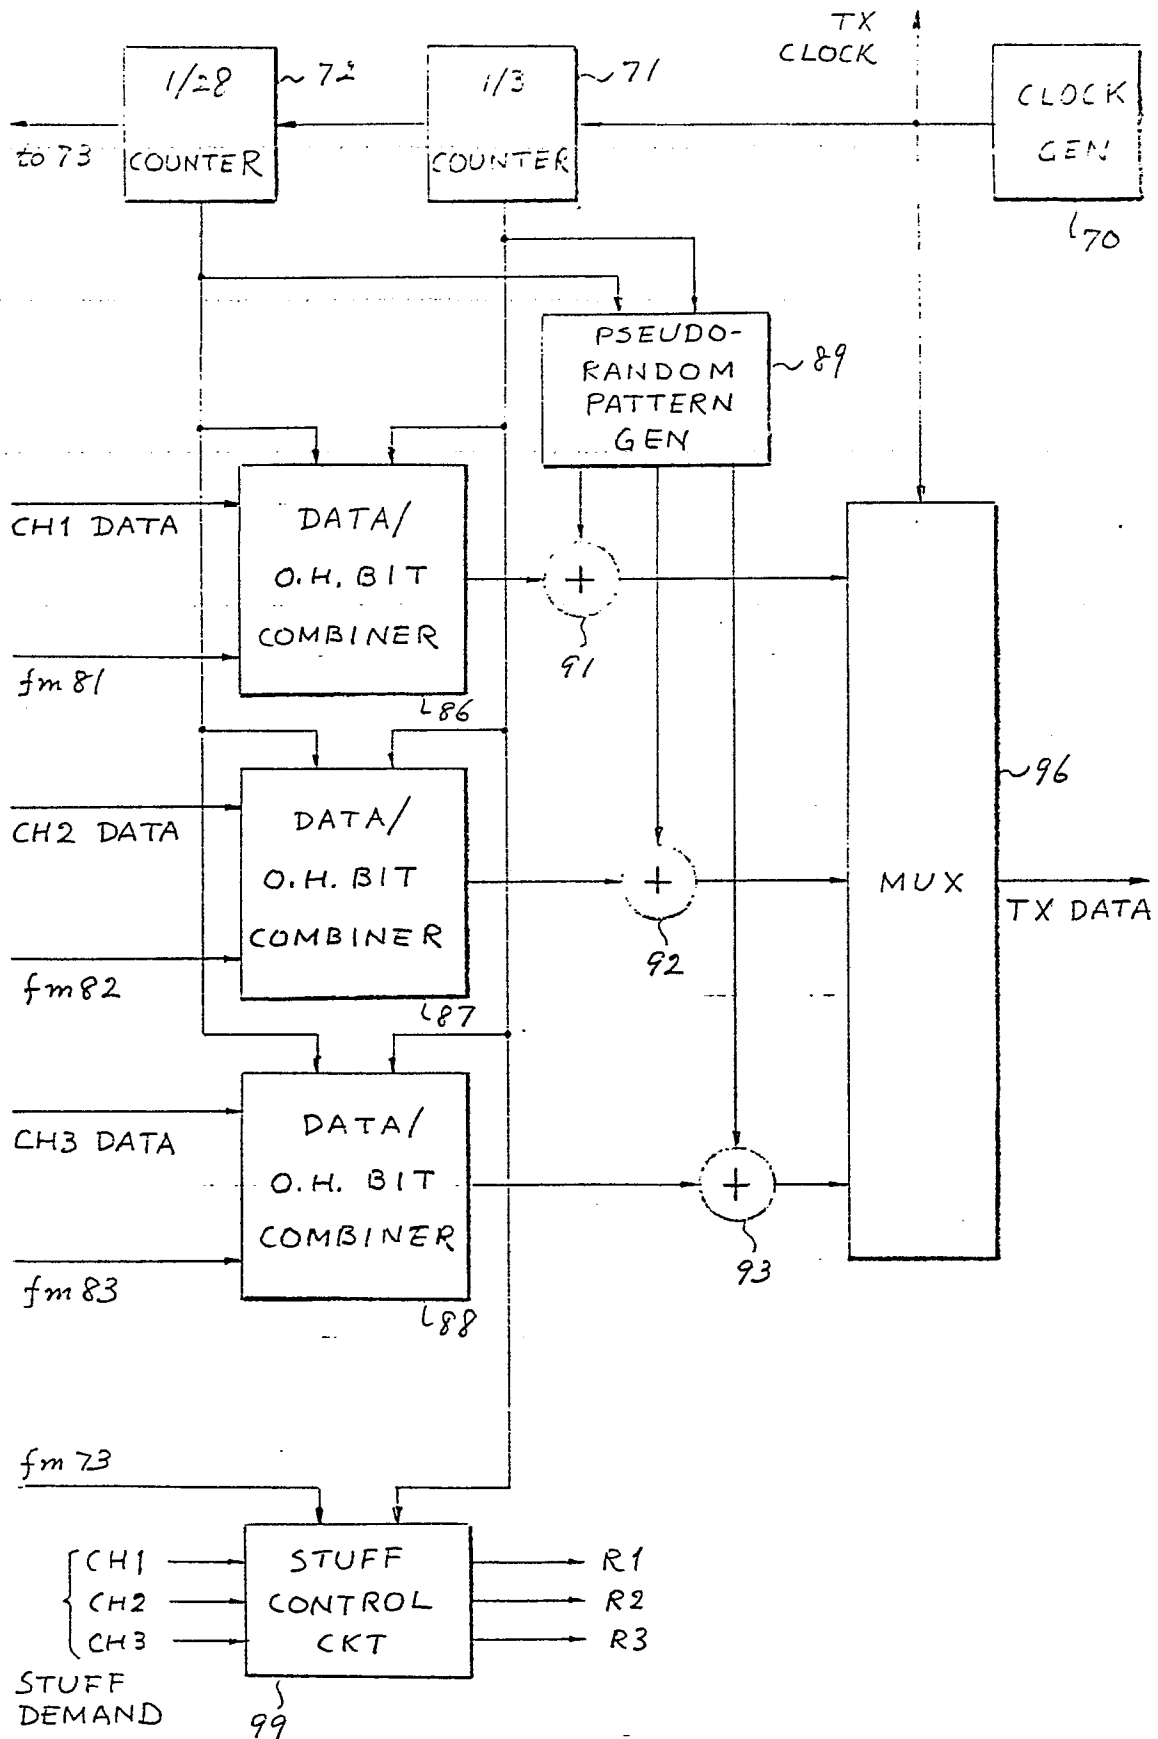 TX
CLOCK
1/28
COUNTER
72
1/3
COUNTER
71
CLOCK
GEN
70
to 73
PSEUDO-
RANDOM
PATTERN
GEN
89
CH1 DATA
fm 81
DATA/
O.H. BIT
COMBINER
86
91
CH2 DATA
fm 82
DATA/
O.H. BIT
COMBINER
87
92
MUX
96
TX DATA
CH3 DATA
fm 83
DATA/
O.H. BIT
COMBINER
88
93
fm 73
CH1
CH2
CH3
STUFF
DEMAND
STUFF
CONTROL
CKT
99
R1
R2
R3